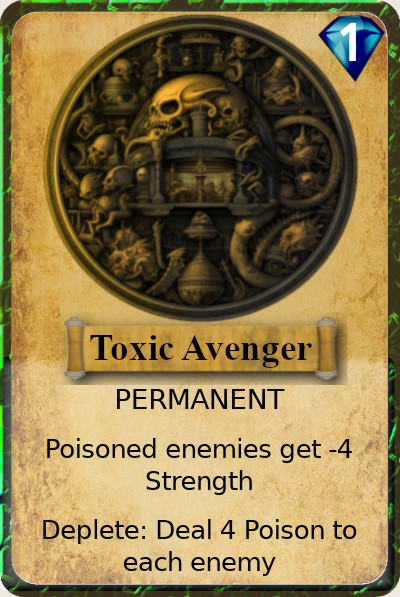 1
Toxic Avenger
PERMANENT
Poisoned enemies get -4
Strength
Deplete: Deal 4 Poison to
each enemy